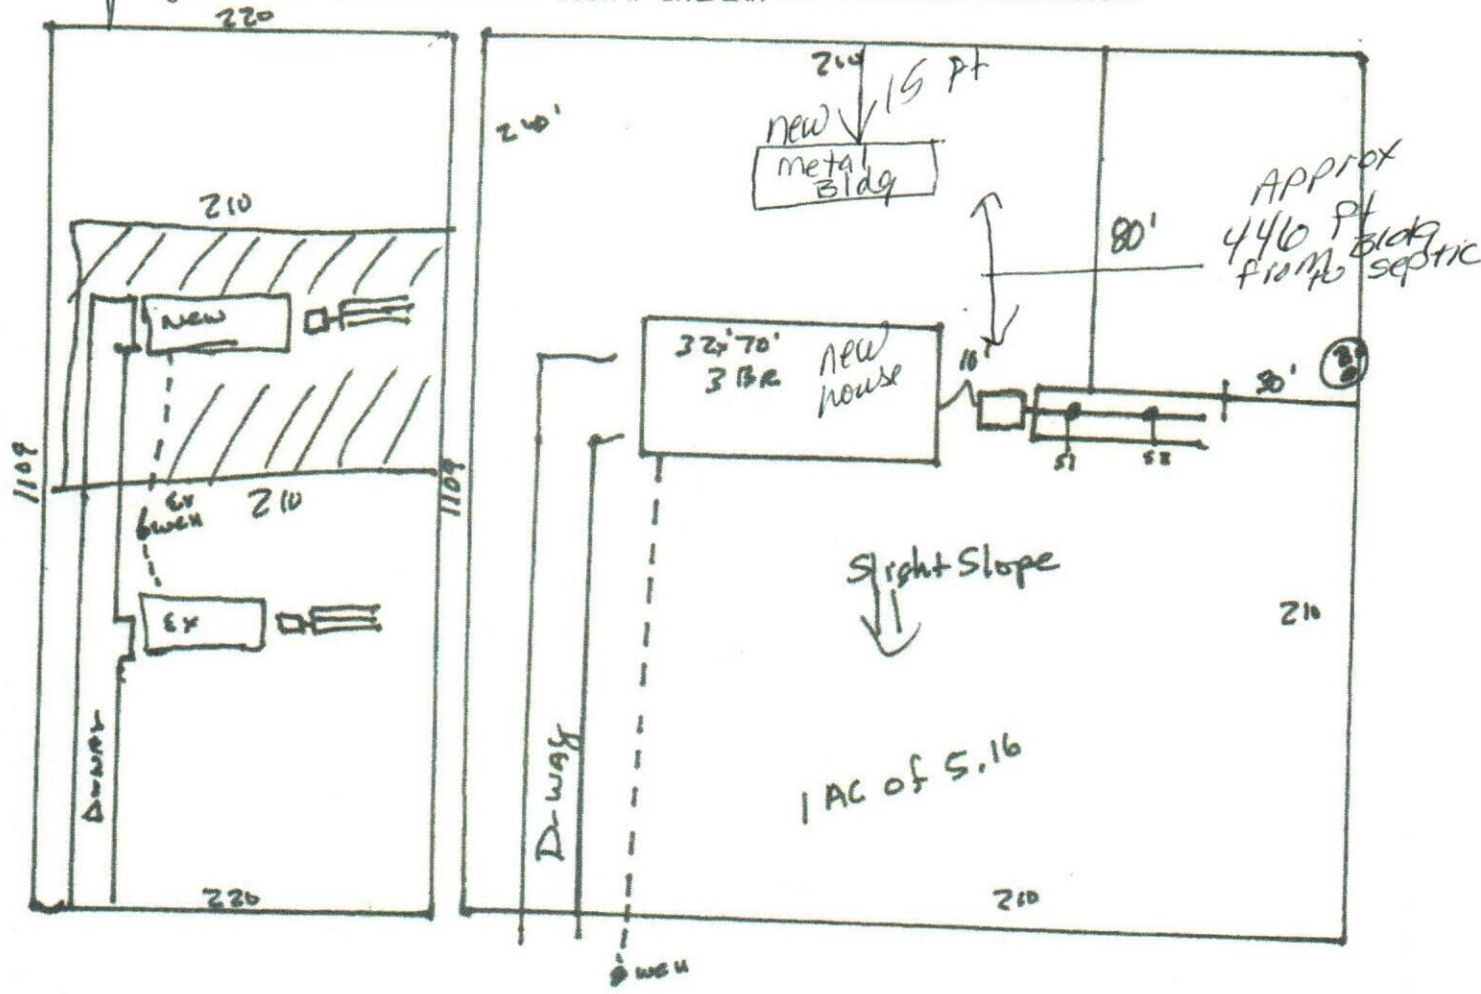 220
210
NEW
1109
1109
Ex
Well
210
Ex
D-WAY
220
210
15 ft
new
metal
Bldg
80'
Approx
446 ft
from Bldg
to septic
32x70'
3 BR
new
house
10'
30'
S1
S2
Slight Slope
210
D-WAY
1 AC of 5.16
210
Well